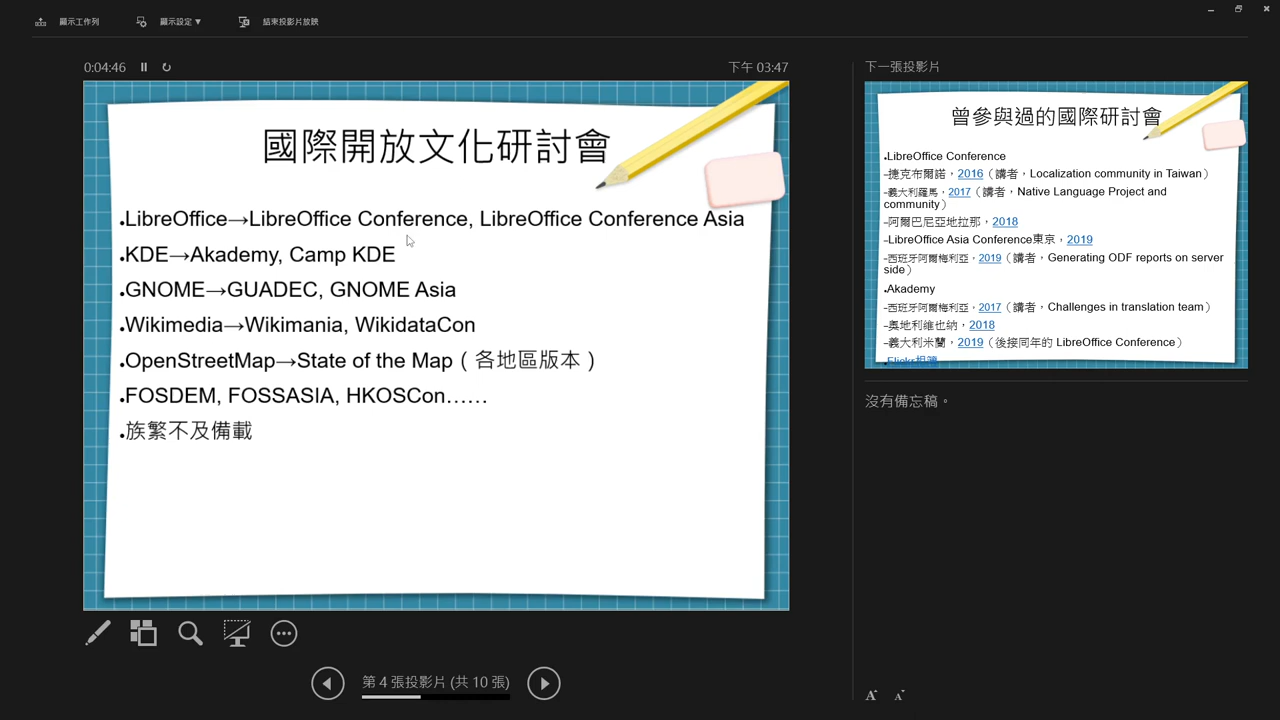 顯示工作列 顯示設定 ▼ 結束投影片放映
0:04:46 下午 03:47
國際開放文化研討會
•LibreOffice→LibreOffice Conference, LibreOffice Conference Asia
•KDE→Akademy, Camp KDE
•GNOME→GUADEC, GNOME Asia
•Wikimedia→Wikimania, WikidataCon
•OpenStreetMap→State of the Map（各地區版本）
•FOSDEM, FOSSASIA, HKOSCon……
•族繁不及備載
第 4 張投影片 (共 10 張)
下一張投影片
曾參與過的國際研討會
•LibreOffice Conference
–捷克布爾諾，2016（講者，Localization community in Taiwan）
–義大利羅馬，2017（講者，Native Language Project and
community）
–阿爾巴尼亞地拉那，2018
–LibreOffice Asia Conference東京，2019
–西班牙阿爾梅利亞，2019（講者，Generating ODF reports on server
side）
•Akademy
–西班牙阿爾梅利亞，2017（講者，Challenges in translation team）
–奧地利維也納，2018
–義大利米蘭，2019（後接同年的 LibreOffice Conference）
•Flickr相簿
沒有備忘稿。